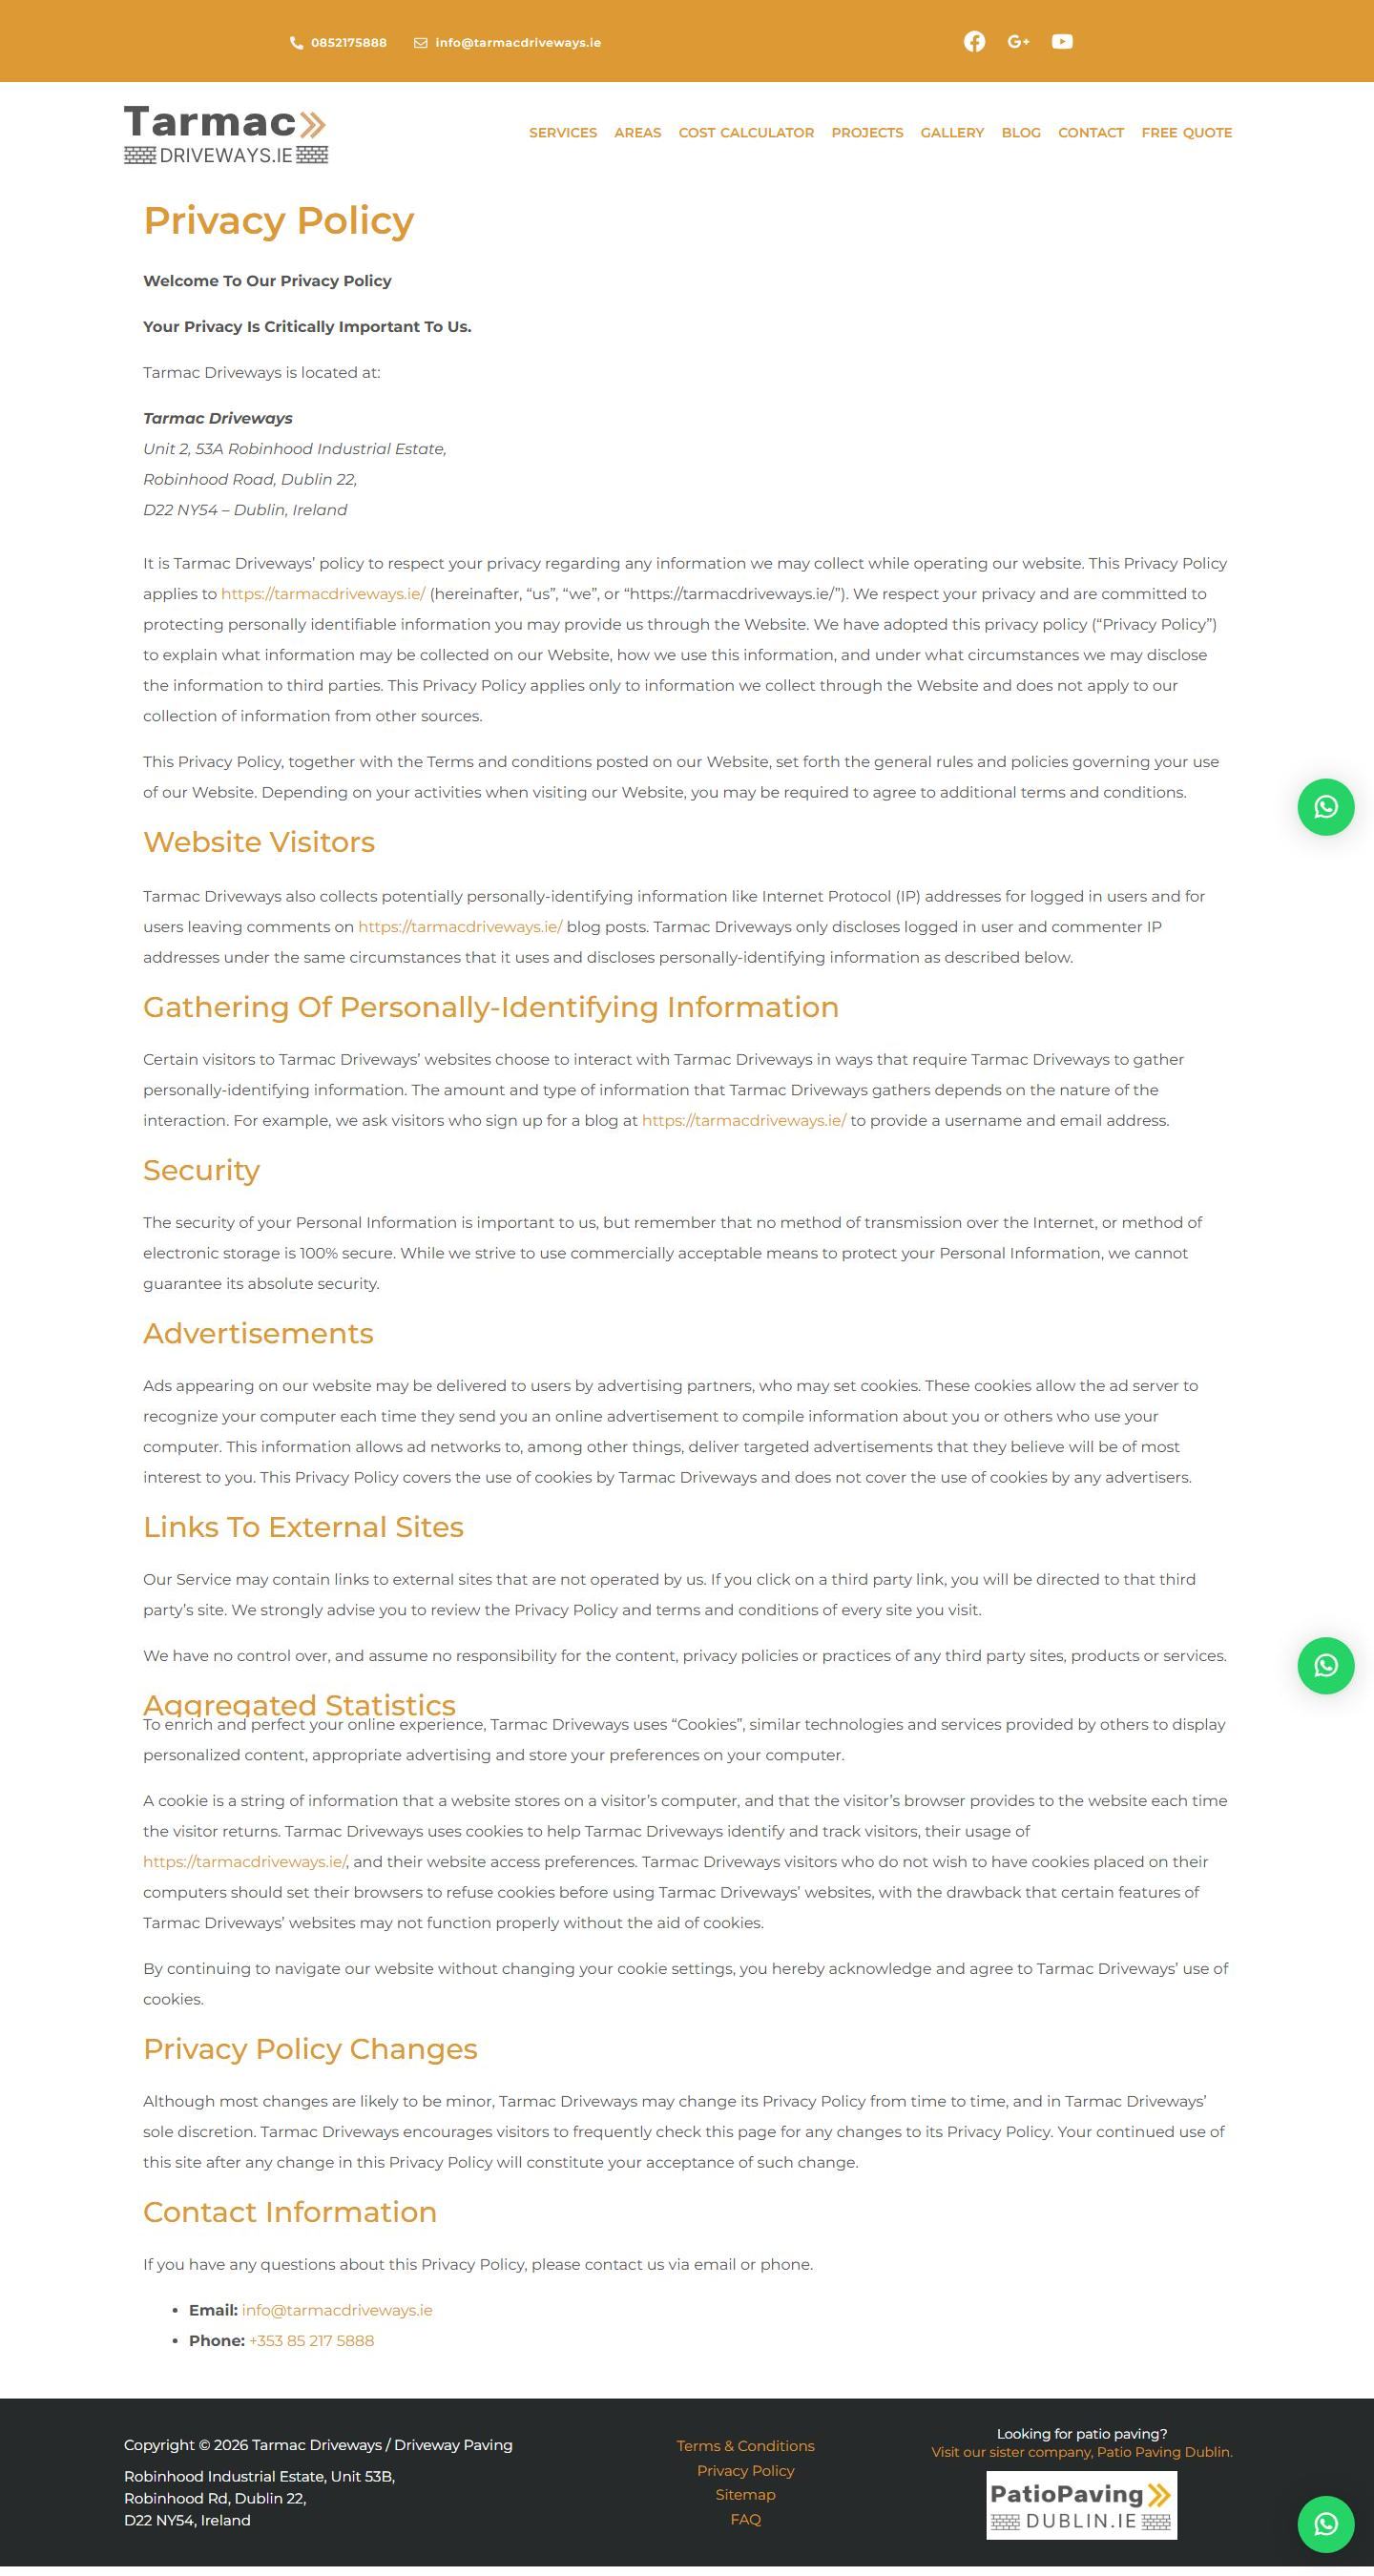 0852175888
info@tarmacdriveways.ie
Tarmac
DRIVEWAYS.IE
SERVICES AREAS COST CALCULATOR PROJECTS GALLERY BLOG CONTACT FREE QUOTE
Privacy Policy
Welcome To Our Privacy Policy
Your Privacy Is Critically Important To Us.
Tarmac Driveways is located at:
Tarmac Driveways
Unit 2, 53A Robinhood Industrial Estate,
Robinhood Road, Dublin 22,
D22 NY54 – Dublin, Ireland
It is Tarmac Driveways’ policy to respect your privacy regarding any information we may collect while operating our website. This Privacy Policy
applies to https://tarmacdriveways.ie/ (hereinafter, “us”, “we”, or “https://tarmacdriveways.ie/”). We respect your privacy and are committed to
protecting personally identifiable information you may provide us through the Website. We have adopted this privacy policy (“Privacy Policy”)
to explain what information may be collected on our Website, how we use this information, and under what circumstances we may disclose
the information to third parties. This Privacy Policy applies only to information we collect through the Website and does not apply to our
collection of information from other sources.
This Privacy Policy, together with the Terms and conditions posted on our Website, set forth the general rules and policies governing your use
of our Website. Depending on your activities when visiting our Website, you may be required to agree to additional terms and conditions.
Website Visitors
Tarmac Driveways also collects potentially personally-identifying information like Internet Protocol (IP) addresses for logged in users and for
users leaving comments on https://tarmacdriveways.ie/ blog posts. Tarmac Driveways only discloses logged in user and commenter IP
addresses under the same circumstances that it uses and discloses personally-identifying information as described below.
Gathering Of Personally-Identifying Information
Certain visitors to Tarmac Driveways’ websites choose to interact with Tarmac Driveways in ways that require Tarmac Driveways to gather
personally-identifying information. The amount and type of information that Tarmac Driveways gathers depends on the nature of the
interaction. For example, we ask visitors who sign up for a blog at https://tarmacdriveways.ie/ to provide a username and email address.
Security
The security of your Personal Information is important to us, but remember that no method of transmission over the Internet, or method of
electronic storage is 100% secure. While we strive to use commercially acceptable means to protect your Personal Information, we cannot
guarantee its absolute security.
Advertisements
Ads appearing on our website may be delivered to users by advertising partners, who may set cookies. These cookies allow the ad server to
recognize your computer each time they send you an online advertisement to compile information about you or others who use your
computer. This information allows ad networks to, among other things, deliver targeted advertisements that they believe will be of most
interest to you. This Privacy Policy covers the use of cookies by Tarmac Driveways and does not cover the use of cookies by any advertisers.
Links To External Sites
Our Service may contain links to external sites that are not operated by us. If you click on a third party link, you will be directed to that third
party’s site. We strongly advise you to review the Privacy Policy and terms and conditions of every site you visit.
We have no control over, and assume no responsibility for the content, privacy policies or practices of any third party sites, products or services.
Aggregated Statistics
To enrich and perfect your online experience, Tarmac Driveways uses “Cookies”, similar technologies and services provided by others to display
personalized content, appropriate advertising and store your preferences on your computer.
A cookie is a string of information that a website stores on a visitor’s computer, and that the visitor’s browser provides to the website each time
the visitor returns. Tarmac Driveways uses cookies to help Tarmac Driveways identify and track visitors, their usage of
https://tarmacdriveways.ie/, and their website access preferences. Tarmac Driveways visitors who do not wish to have cookies placed on their
computers should set their browsers to refuse cookies before using Tarmac Driveways’ websites, with the drawback that certain features of
Tarmac Driveways’ websites may not function properly without the aid of cookies.
By continuing to navigate our website without changing your cookie settings, you hereby acknowledge and agree to Tarmac Driveways’ use of
cookies.
Privacy Policy Changes
Although most changes are likely to be minor, Tarmac Driveways may change its Privacy Policy from time to time, and in Tarmac Driveways’
sole discretion. Tarmac Driveways encourages visitors to frequently check this page for any changes to its Privacy Policy. Your continued use of
this site after any change in this Privacy Policy will constitute your acceptance of such change.
Contact Information
If you have any questions about this Privacy Policy, please contact us via email or phone.
• Email: info@tarmacdriveways.ie
• Phone: +353 85 217 5888
Copyright © 2026 Tarmac Driveways / Driveway Paving
Robinhood Industrial Estate, Unit 53B,
Robinhood Rd, Dublin 22,
D22 NY54, Ireland
Terms & Conditions
Privacy Policy
Sitemap
FAQ
Looking for patio paving?
Visit our sister company, Patio Paving Dublin.
PatioPaving
DUBLIN.IE